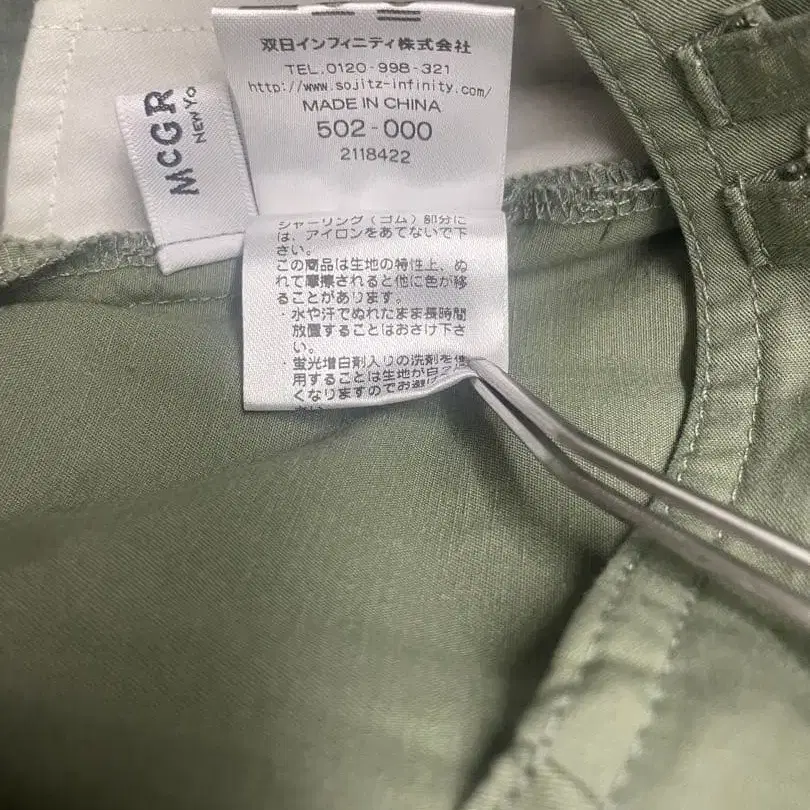 双日インフィニティ株式会社
TEL.0120-998-321
http://www.sojitz-infinity.com/
MADE IN CHINA
502-000
2118422
McGR
NEW YO
シャーリング（ゴム）部分に
は、アイロンをあてないで下
さい。
この商品は生地の特性上、ぬ
れて摩擦されると他に色が移
ることがあります。
・水や汗でぬれたまま長時間
放置することはおさけ下さ
い。
・蛍光増白剤入りの洗剤を使
用することは生地が白
くなりますのでお避け
さい